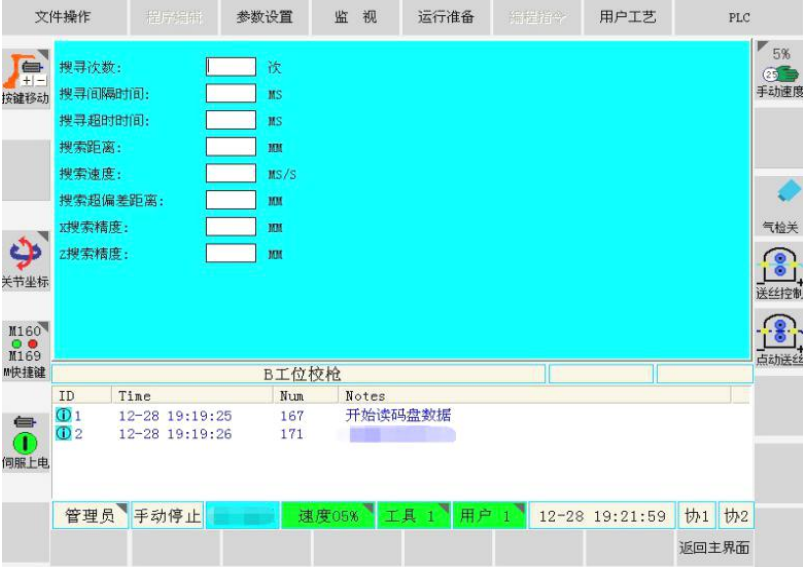 文件操作 程序编辑 参数设置 监 视 运行准备 编程指令 用户工艺 PLC
5%
25
手动速度
按键移动
搜寻次数: 次
搜寻间隔时间: MS
搜寻超时时间: MS
搜索距离: MM
搜索速度: MS/S
搜索超偏差距离: MM
X搜索精度: MM
Z搜索精度: MM
气检关
关节坐标
送丝控制
M160
M169
M快捷键
点动送丝
B工位校枪
ID Time Num Notes
1 12-28 19:19:25 167 开始读码盘数据
2 12-28 19:19:26 171
伺服上电
管理员 手动停止 速度05% 工具 1 用户 1 12-28 19:21:59 协1 协2
返回主界面